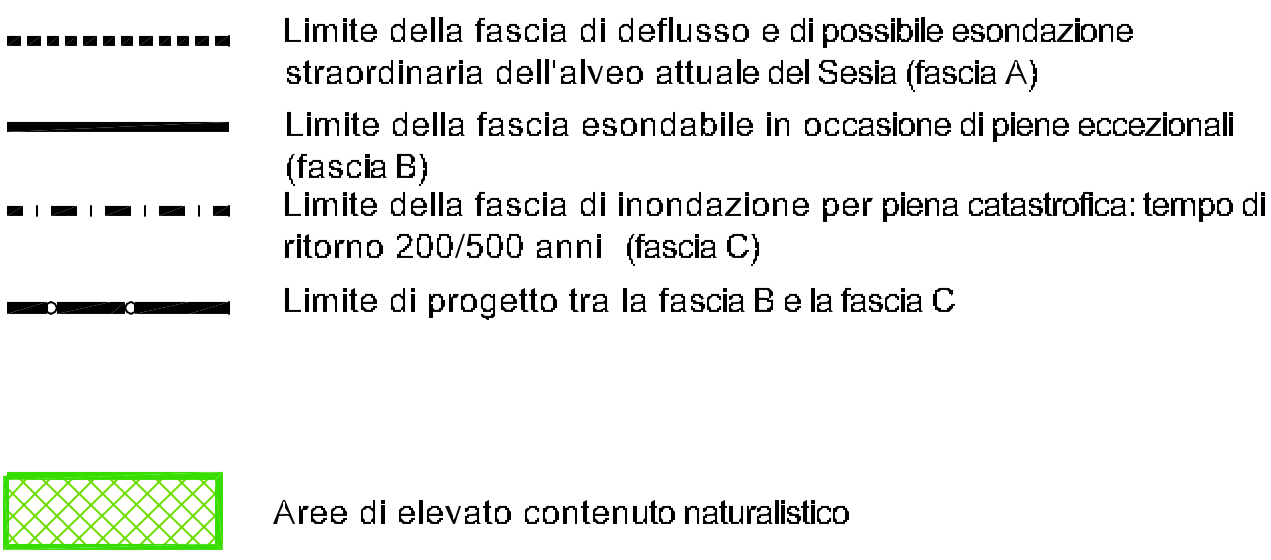 Limite della fascia di deflusso e di possibile esondazione
straordinaria dell'alveo attuale del Sesia (fascia A)
Limite della fascia esondabile in occasione di piene eccezionali
(fascia B)
Limite della fascia di inondazione per piena catastrofica: tempo di
ritorno 200/500 anni (fascia C)
Limite di progetto tra la fascia B e la fascia C
Aree di elevato contenuto naturalistico